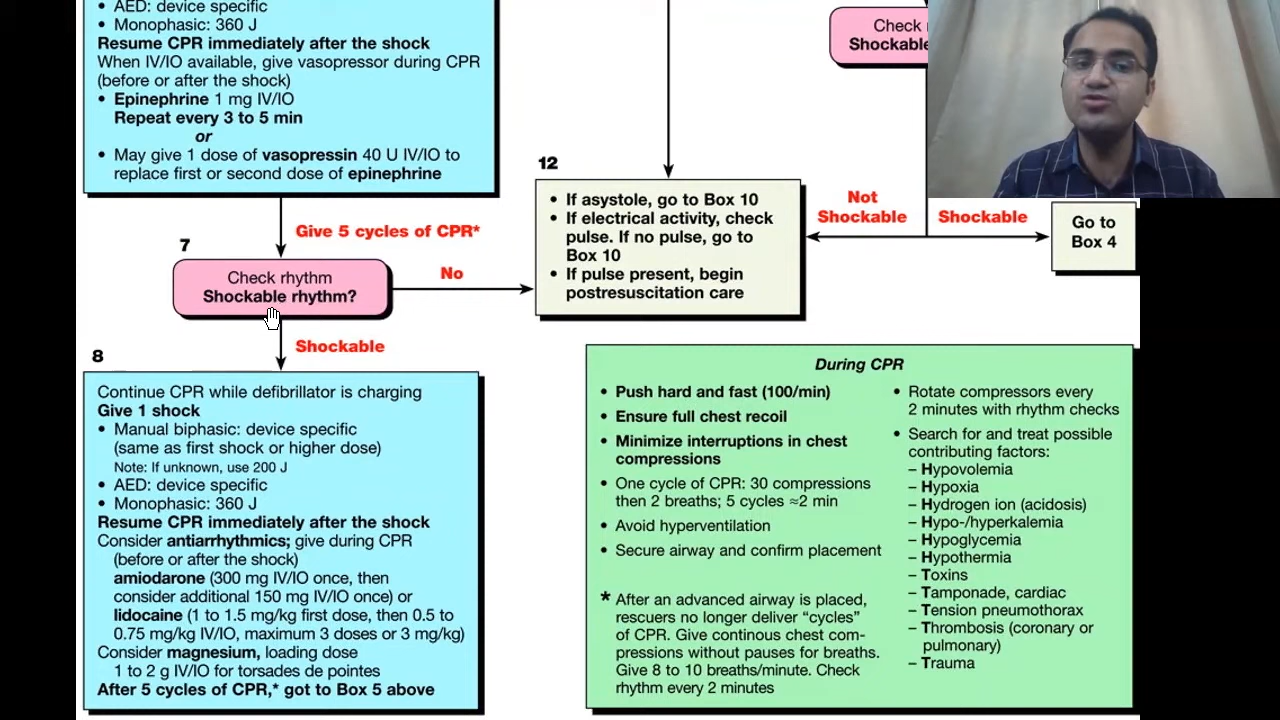 • AED: device specific
• Monophasic: 360 J
Resume CPR immediately after the shock
When IV/IO available, give vasopressor during CPR
(before or after the shock)
• Epinephrine 1 mg IV/IO
Repeat every 3 to 5 min
or
• May give 1 dose of vasopressin 40 U IV/IO to
replace first or second dose of epinephrine
Give 5 cycles of CPR*
7
Check rhythm
Shockable rhythm?
No
Shockable
8
Continue CPR while defibrillator is charging
Give 1 shock
• Manual biphasic: device specific
(same as first shock or higher dose)
Note: If unknown, use 200 J
• AED: device specific
• Monophasic: 360 J
Resume CPR immediately after the shock
Consider antiarrhythmics; give during CPR
(before or after the shock)
amiodarone (300 mg IV/IO once, then
consider additional 150 mg IV/IO once) or
lidocaine (1 to 1.5 mg/kg first dose, then 0.5 to
0.75 mg/kg IV/IO, maximum 3 doses or 3 mg/kg)
Consider magnesium, loading dose
1 to 2 g IV/IO for torsades de pointes
After 5 cycles of CPR,* got to Box 5 above
12
• If asystole, go to Box 10
• If electrical activity, check
pulse. If no pulse, go to
Box 10
• If pulse present, begin
postresuscitation care
Check
Shockable
Not
Shockable
Shockable
Go to
Box 4
During CPR
• Push hard and fast (100/min)
• Ensure full chest recoil
• Minimize interruptions in chest
compressions
• One cycle of CPR: 30 compressions
then 2 breaths; 5 cycles ≈2 min
• Avoid hyperventilation
• Secure airway and confirm placement
* After an advanced airway is placed,
rescuers no longer deliver “cycles”
of CPR. Give continous chest com-
pressions without pauses for breaths.
Give 8 to 10 breaths/minute. Check
rhythm every 2 minutes
• Rotate compressors every
2 minutes with rhythm checks
• Search for and treat possible
contributing factors:
– Hypovolemia
– Hypoxia
– Hydrogen ion (acidosis)
– Hypo-/hyperkalemia
– Hypoglycemia
– Hypothermia
– Toxins
– Tamponade, cardiac
– Tension pneumothorax
– Thrombosis (coronary or
pulmonary)
– Trauma